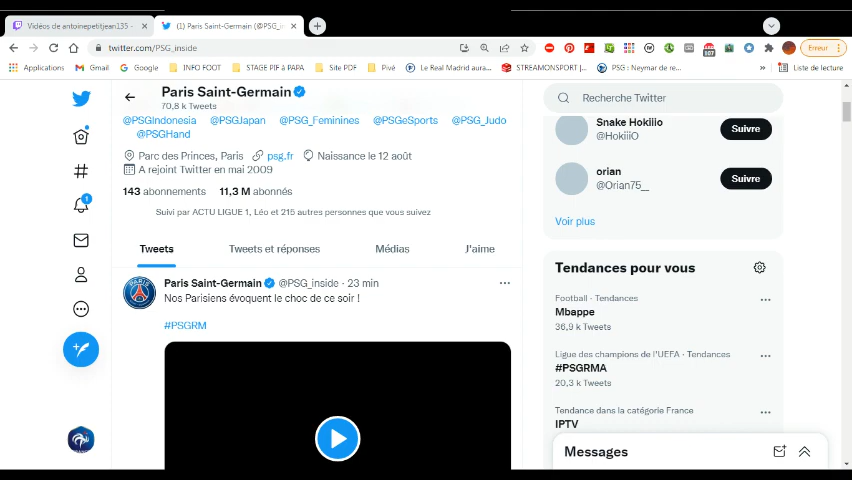 Vidéos de antoinepetitjean135 -
(1) Paris Saint-Germain (@PSG_in
twitter.com/PSG_inside
107
Erreur
Applications
Gmail
Google
INFO FOOT
STAGE PIF à PAPA
Site PDF
Pivé
Le Real Madrid aura...
STREAMONSPORT |...
PSG : Neymar de re...
»
Liste de lecture
Paris Saint-Germain
70,8 k Tweets
@PSGIndonesia @PSGJapan @PSG_Feminines @PSGeSports @PSG_Judo
@PSGHand
Parc des Princes, Paris psg.fr Naissance le 12 août
A rejoint Twitter en mai 2009
143 abonnements 11,3 M abonnés
Suivi par ACTU LIGUE 1, Léo et 215 autres personnes que vous suivez
Tweets Tweets et réponses Médias J'aime
Paris Saint-Germain @PSG_inside · 23 min
Nos Parisiens évoquent le choc de ce soir !
#PSGRM
1
Recherche Twitter
Snake Hokliio
@HokiiiO
Suivre
orian
@Orian75__
Suivre
Voir plus
Tendances pour vous
Football · Tendances
Mbappe
36,9 k Tweets
Ligue des champions de l'UEFA · Tendances
#PSGRMA
20,3 k Tweets
Tendance dans la catégorie France
IPTV
Messages